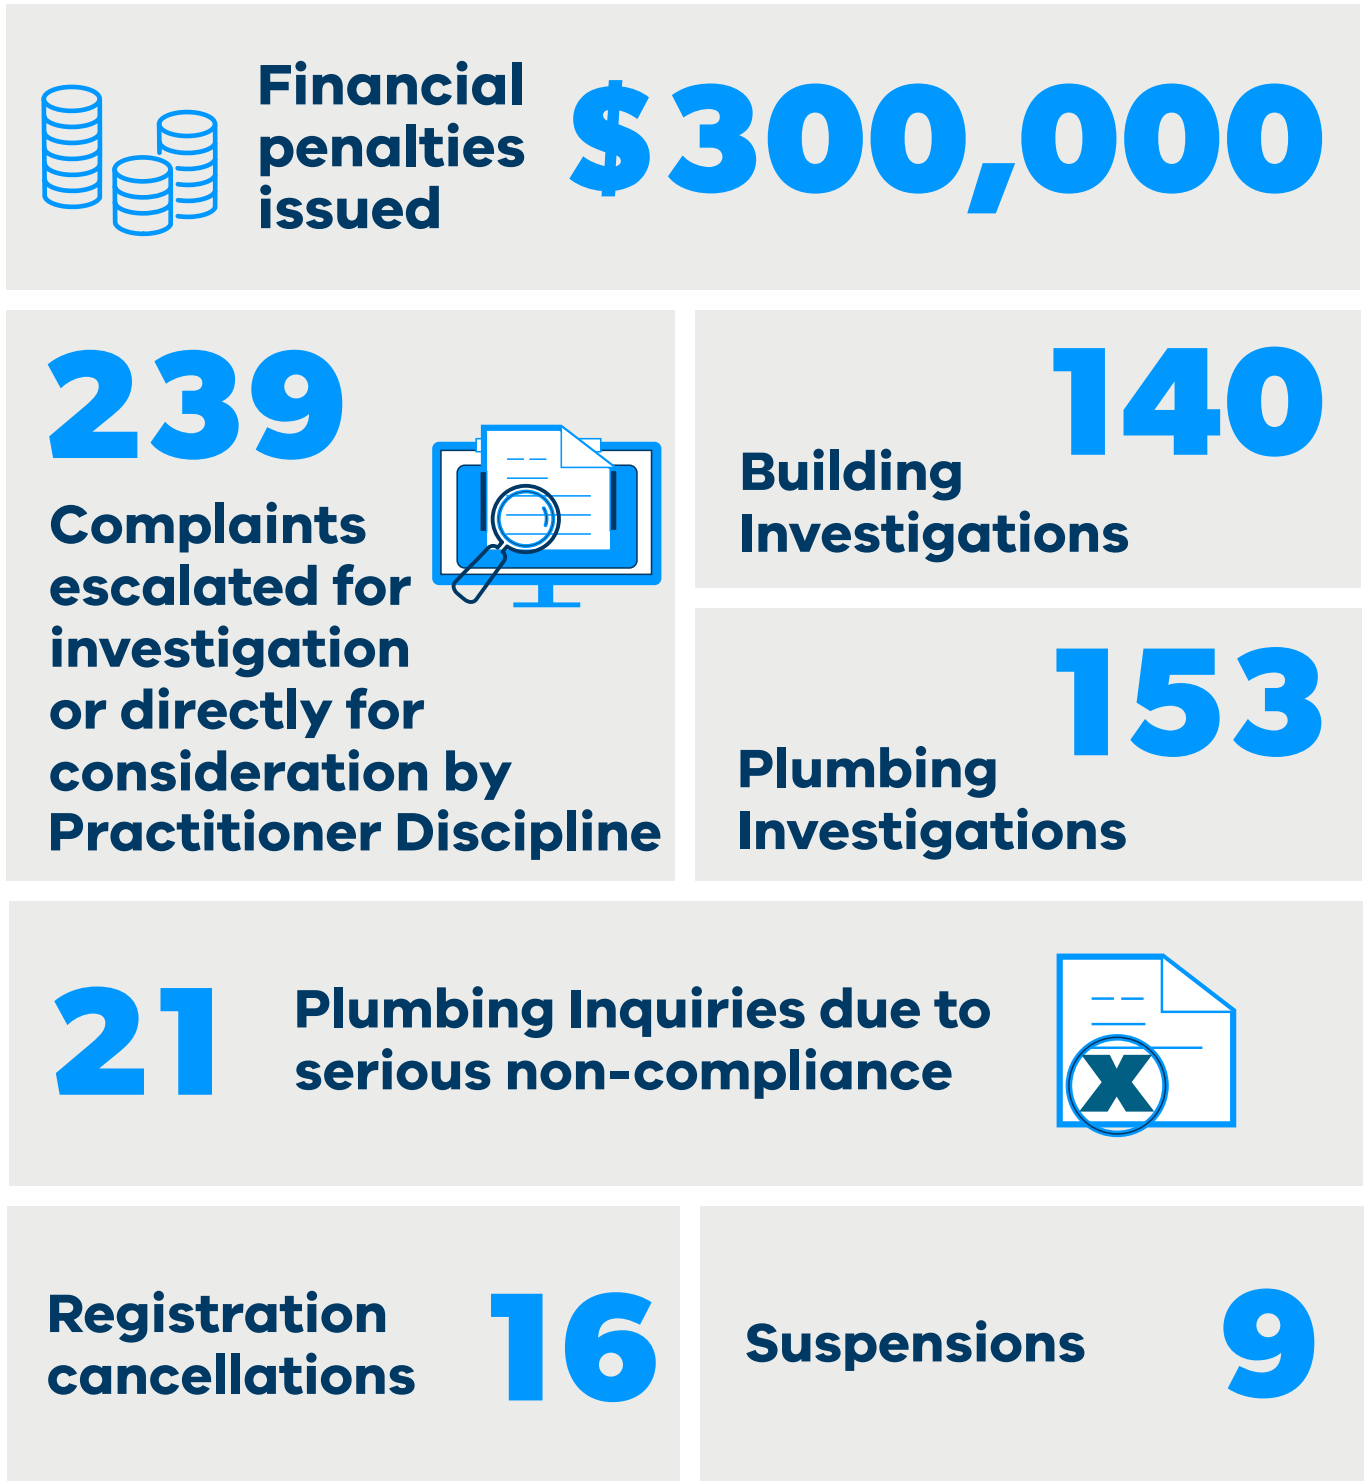 Financial
penalties
issued
$300,000
239
Complaints
escalated for
investigation
or directly for
consideration by
Practitioner Discipline
140
Building
Investigations
153
Plumbing
Investigations
21
Plumbing Inquiries due to
serious non-compliance
X
Registration
cancellations
16
Suspensions
9